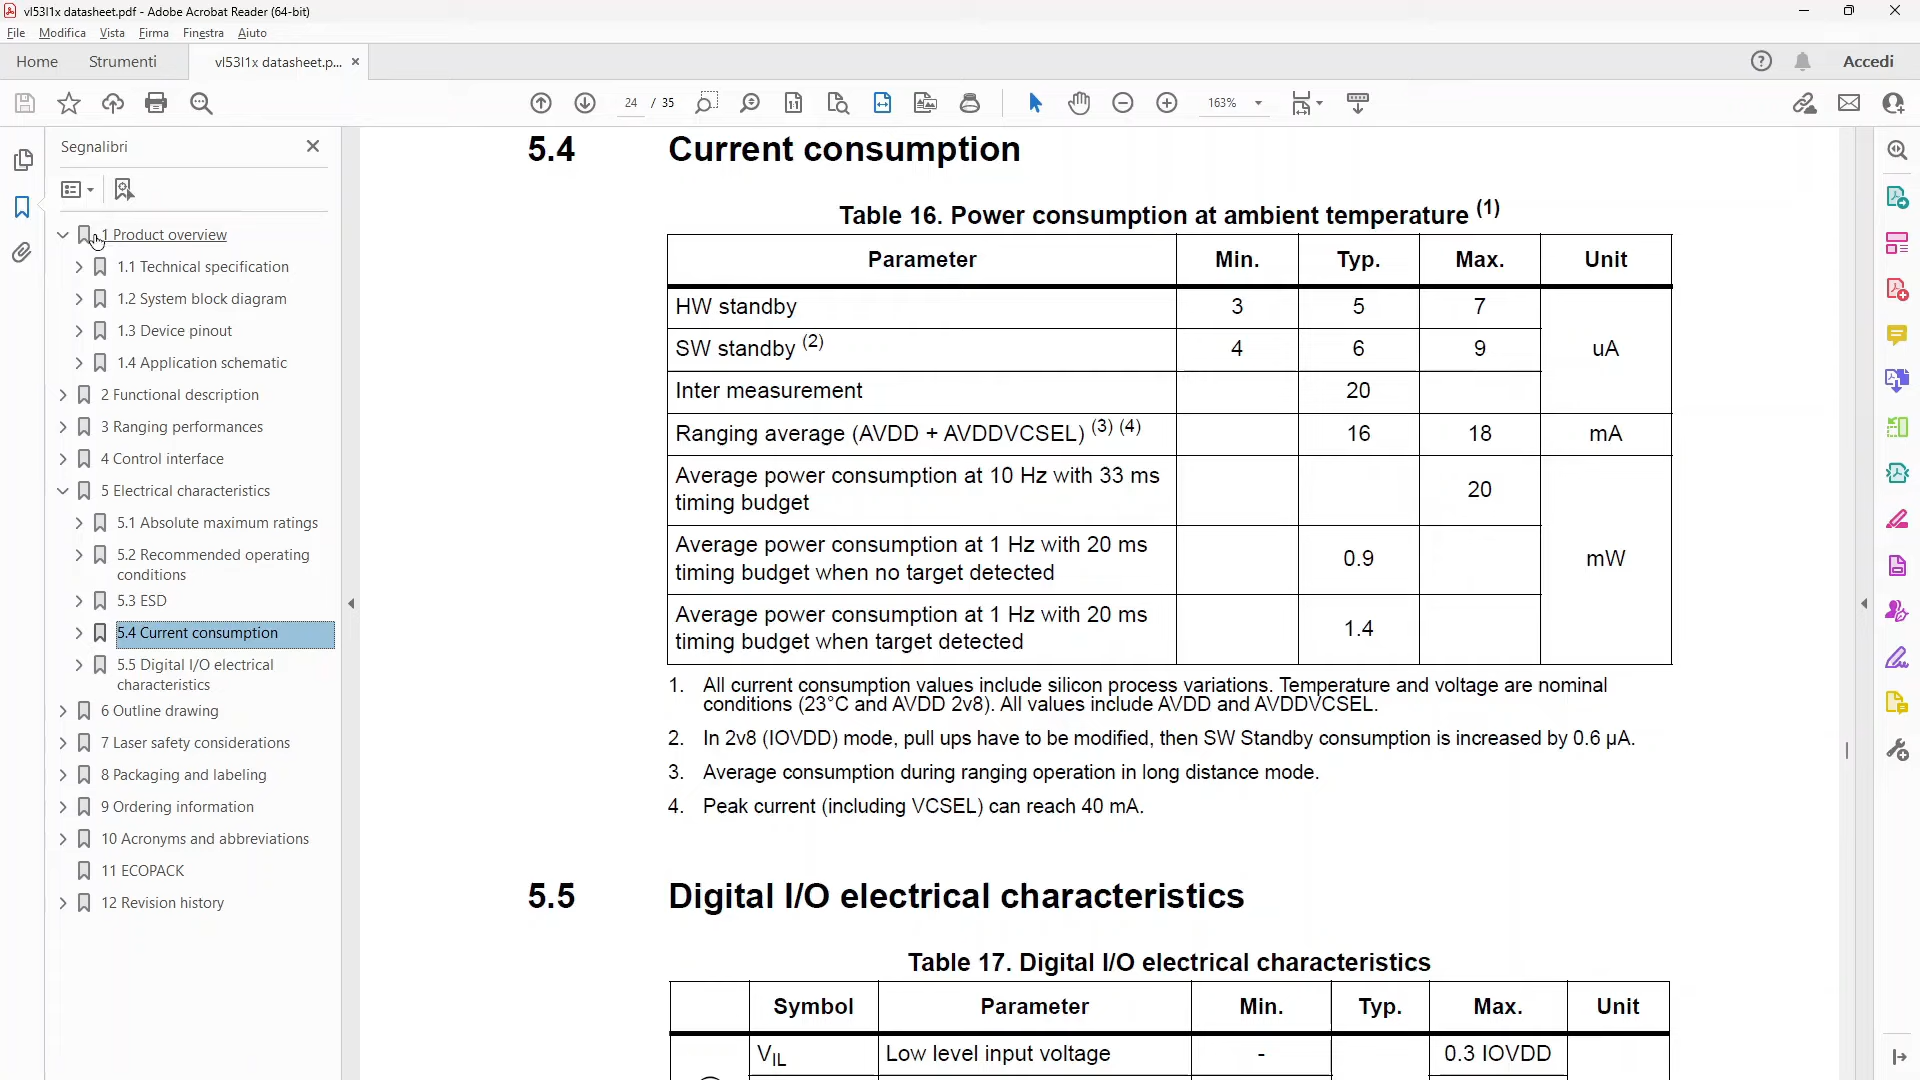 vl53l1x datasheet.pdf - Adobe Acrobat Reader (64-bit)
File Modifica Vista Firma Finestra Aiuto
Home Strumenti vl53l1x datasheet.p... Accedi
24 / 35 163%
Segnalibri
1 Product overview
1.1 Technical specification
1.2 System block diagram
1.3 Device pinout
1.4 Application schematic
2 Functional description
3 Ranging performances
4 Control interface
5 Electrical characteristics
5.1 Absolute maximum ratings
5.2 Recommended operating
conditions
5.3 ESD
5.4 Current consumption
5.5 Digital I/O electrical
characteristics
6 Outline drawing
7 Laser safety considerations
8 Packaging and labeling
9 Ordering information
10 Acronyms and abbreviations
11 ECOPACK
12 Revision history
5.4 Current consumption
Table 16. Power consumption at ambient temperature (1)
Parameter Min. Typ. Max. Unit
HW standby 3 5 7
SW standby (2) 4 6 9 uA
Inter measurement 20
Ranging average (AVDD + AVDDVCSEL) (3) (4) 16 18 mA
Average power consumption at 10 Hz with 33 ms
timing budget 20
Average power consumption at 1 Hz with 20 ms
timing budget when no target detected 0.9 mW
Average power consumption at 1 Hz with 20 ms
timing budget when target detected 1.4
1. All current consumption values include silicon process variations. Temperature and voltage are nominal
conditions (23°C and AVDD 2v8). All values include AVDD and AVDDVCSEL.
2. In 2v8 (IOVDD) mode, pull ups have to be modified, then SW Standby consumption is increased by 0.6 µA.
3. Average consumption during ranging operation in long distance mode.
4. Peak current (including VCSEL) can reach 40 mA.
5.5 Digital I/O electrical characteristics
Table 17. Digital I/O electrical characteristics
Symbol Parameter Min. Typ. Max. Unit
VIL Low level input voltage - 0.3 IOVDD